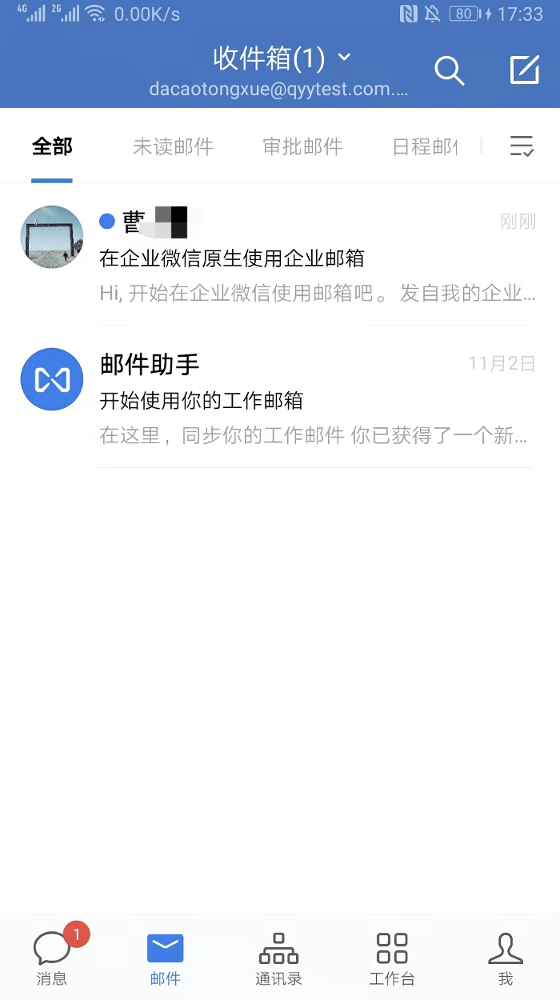 4G 2G 0.00K/s 80 17:33
收件箱(1)
dacaotongxue@qyytest.com....
全部 未读邮件 审批邮件 日程邮
曹 刚刚
在企业微信原生使用企业邮箱
Hi, 开始在企业微信使用邮箱吧。 发自我的企业...
邮件助手 11月2日
开始使用你的工作邮箱
在这里，同步你的工作邮件 你已获得了一个新...
1
消息 邮件 通讯录 工作台 我